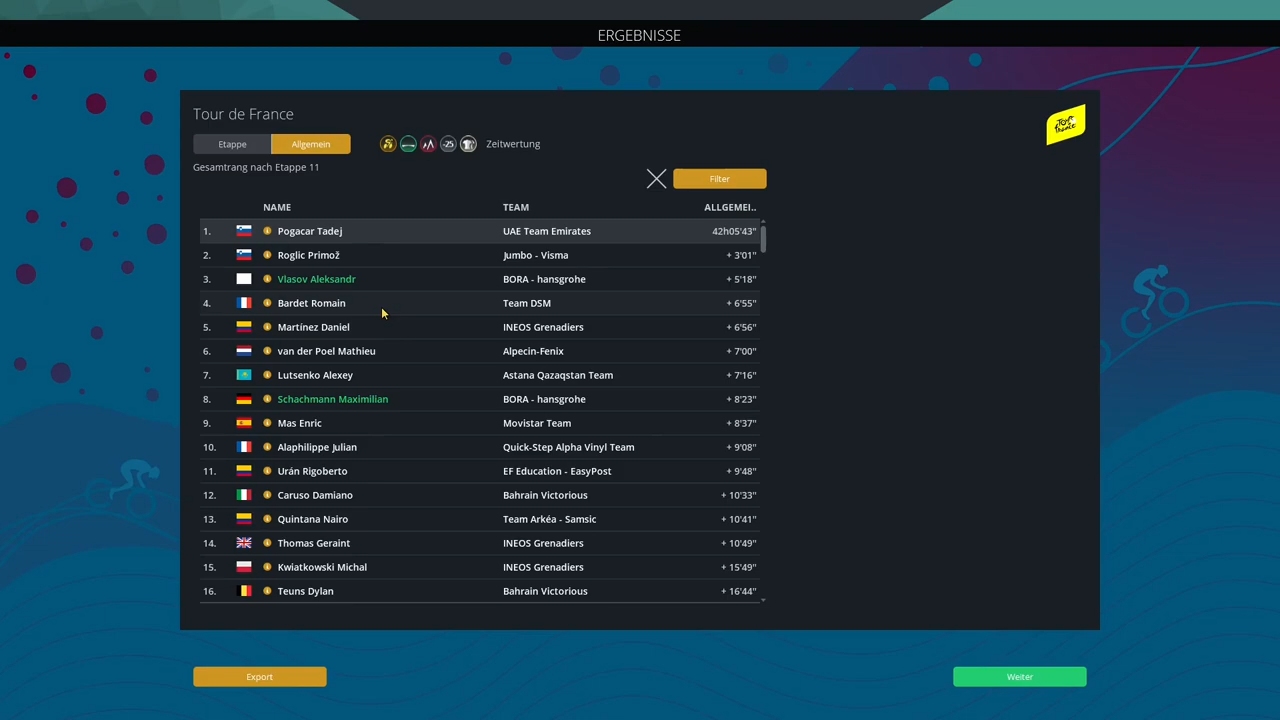 ERGEBNISSE
Tour de France
Etappe Allgemein -25 Zeitwertung
Gesamtrang nach Etappe 11
Filter
NAME TEAM ALLGEMEI..
1. Pogacar Tadej UAE Team Emirates 42h05'43''
2. Roglic Primož Jumbo - Visma + 3'01''
3. Vlasov Aleksandr BORA - hansgrohe + 5'18''
4. Bardet Romain Team DSM + 6'55''
5. Martínez Daniel INEOS Grenadiers + 6'56''
6. van der Poel Mathieu Alpecin-Fenix + 7'00''
7. Lutsenko Alexey Astana Qazaqstan Team + 7'16''
8. Schachmann Maximilian BORA - hansgrohe + 8'23''
9. Mas Enric Movistar Team + 8'37''
10. Alaphilippe Julian Quick-Step Alpha Vinyl Team + 9'08''
11. Urán Rigoberto EF Education - EasyPost + 9'48''
12. Caruso Damiano Bahrain Victorious + 10'33''
13. Quintana Nairo Team Arkéa - Samsic + 10'41''
14. Thomas Geraint INEOS Grenadiers + 10'49''
15. Kwiatkowski Michal INEOS Grenadiers + 15'49''
16. Teuns Dylan Bahrain Victorious + 16'44''
Export Weiter